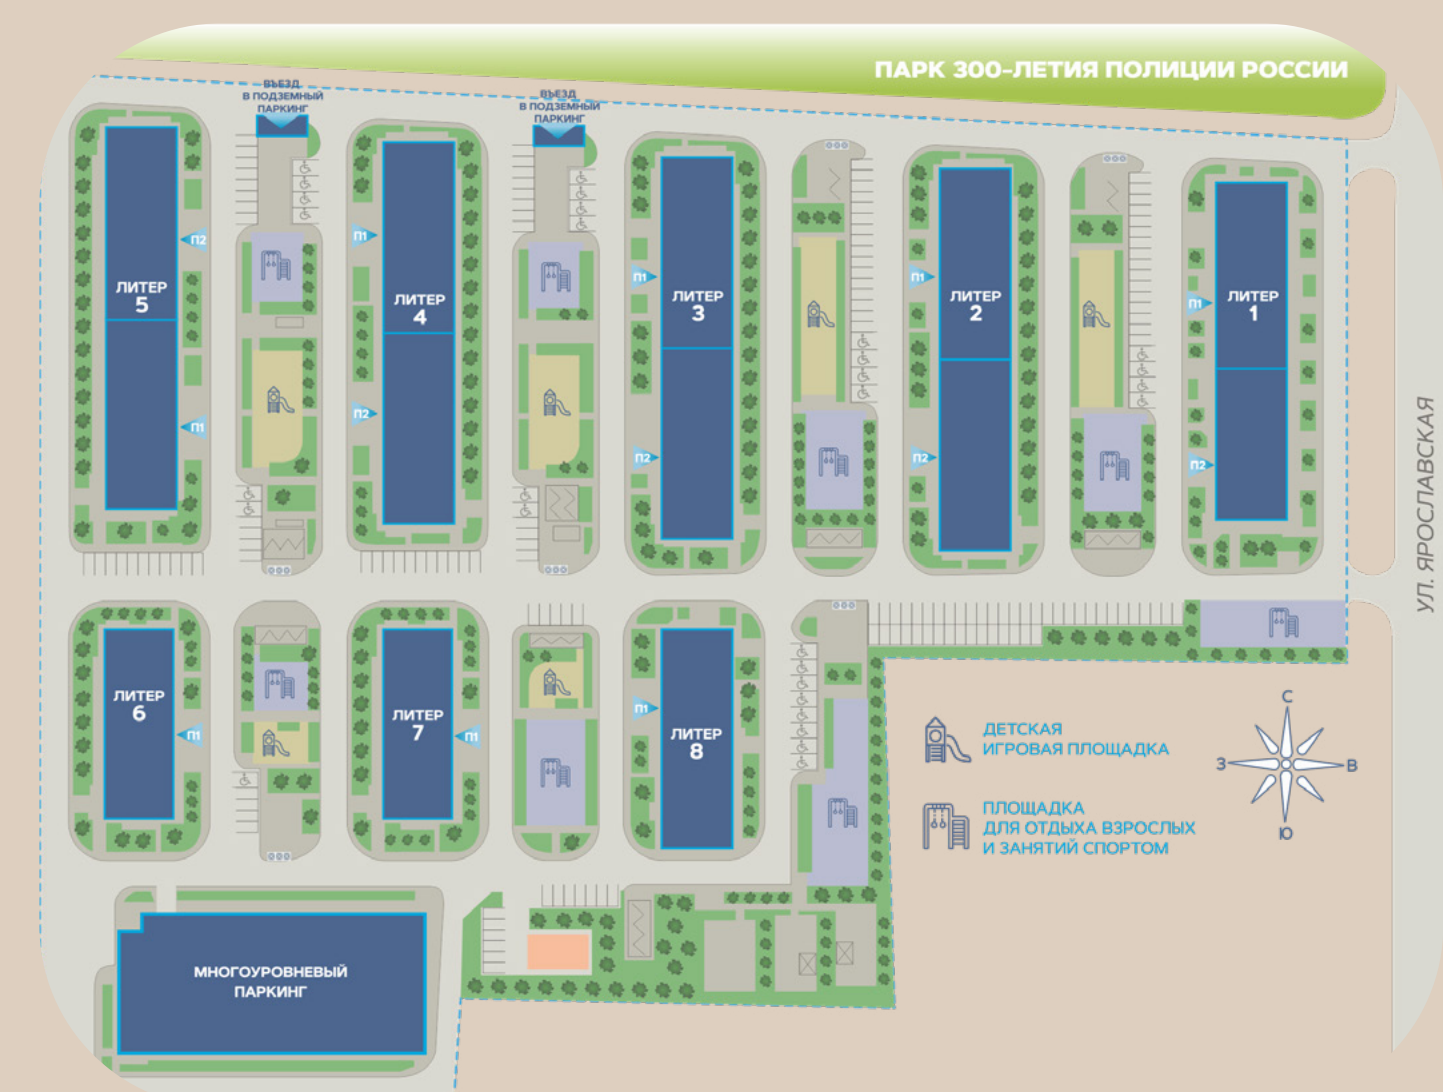 ПАРК 300-ЛЕТИЯ ПОЛИЦИИ РОССИИ
ВЪЕЗД
В ПОДЗЕМНЫЙ
ПАРКИНГ
ВЪЕЗД
В ПОДЗЕМНЫЙ
ПАРКИНГ
П2
П1
П1
П1
П1
ЛИТЕР
5
ЛИТЕР
4
ЛИТЕР
3
ЛИТЕР
2
ЛИТЕР
1
П1
П2
П2
П2
П2
УЛ. ЯРОСЛАВСКАЯ
ЛИТЕР
6
П1
ЛИТЕР
7
П1
П1
ЛИТЕР
8
ДЕТСКАЯ
ИГРОВАЯ ПЛОЩАДКА
ПЛОЩАДКА
ДЛЯ ОТДЫХА ВЗРОСЛЫХ
И ЗАНЯТИЙ СПОРТОМ
С
З
В
Ю
МНОГОУРОВНЕВЫЙ
ПАРКИНГ